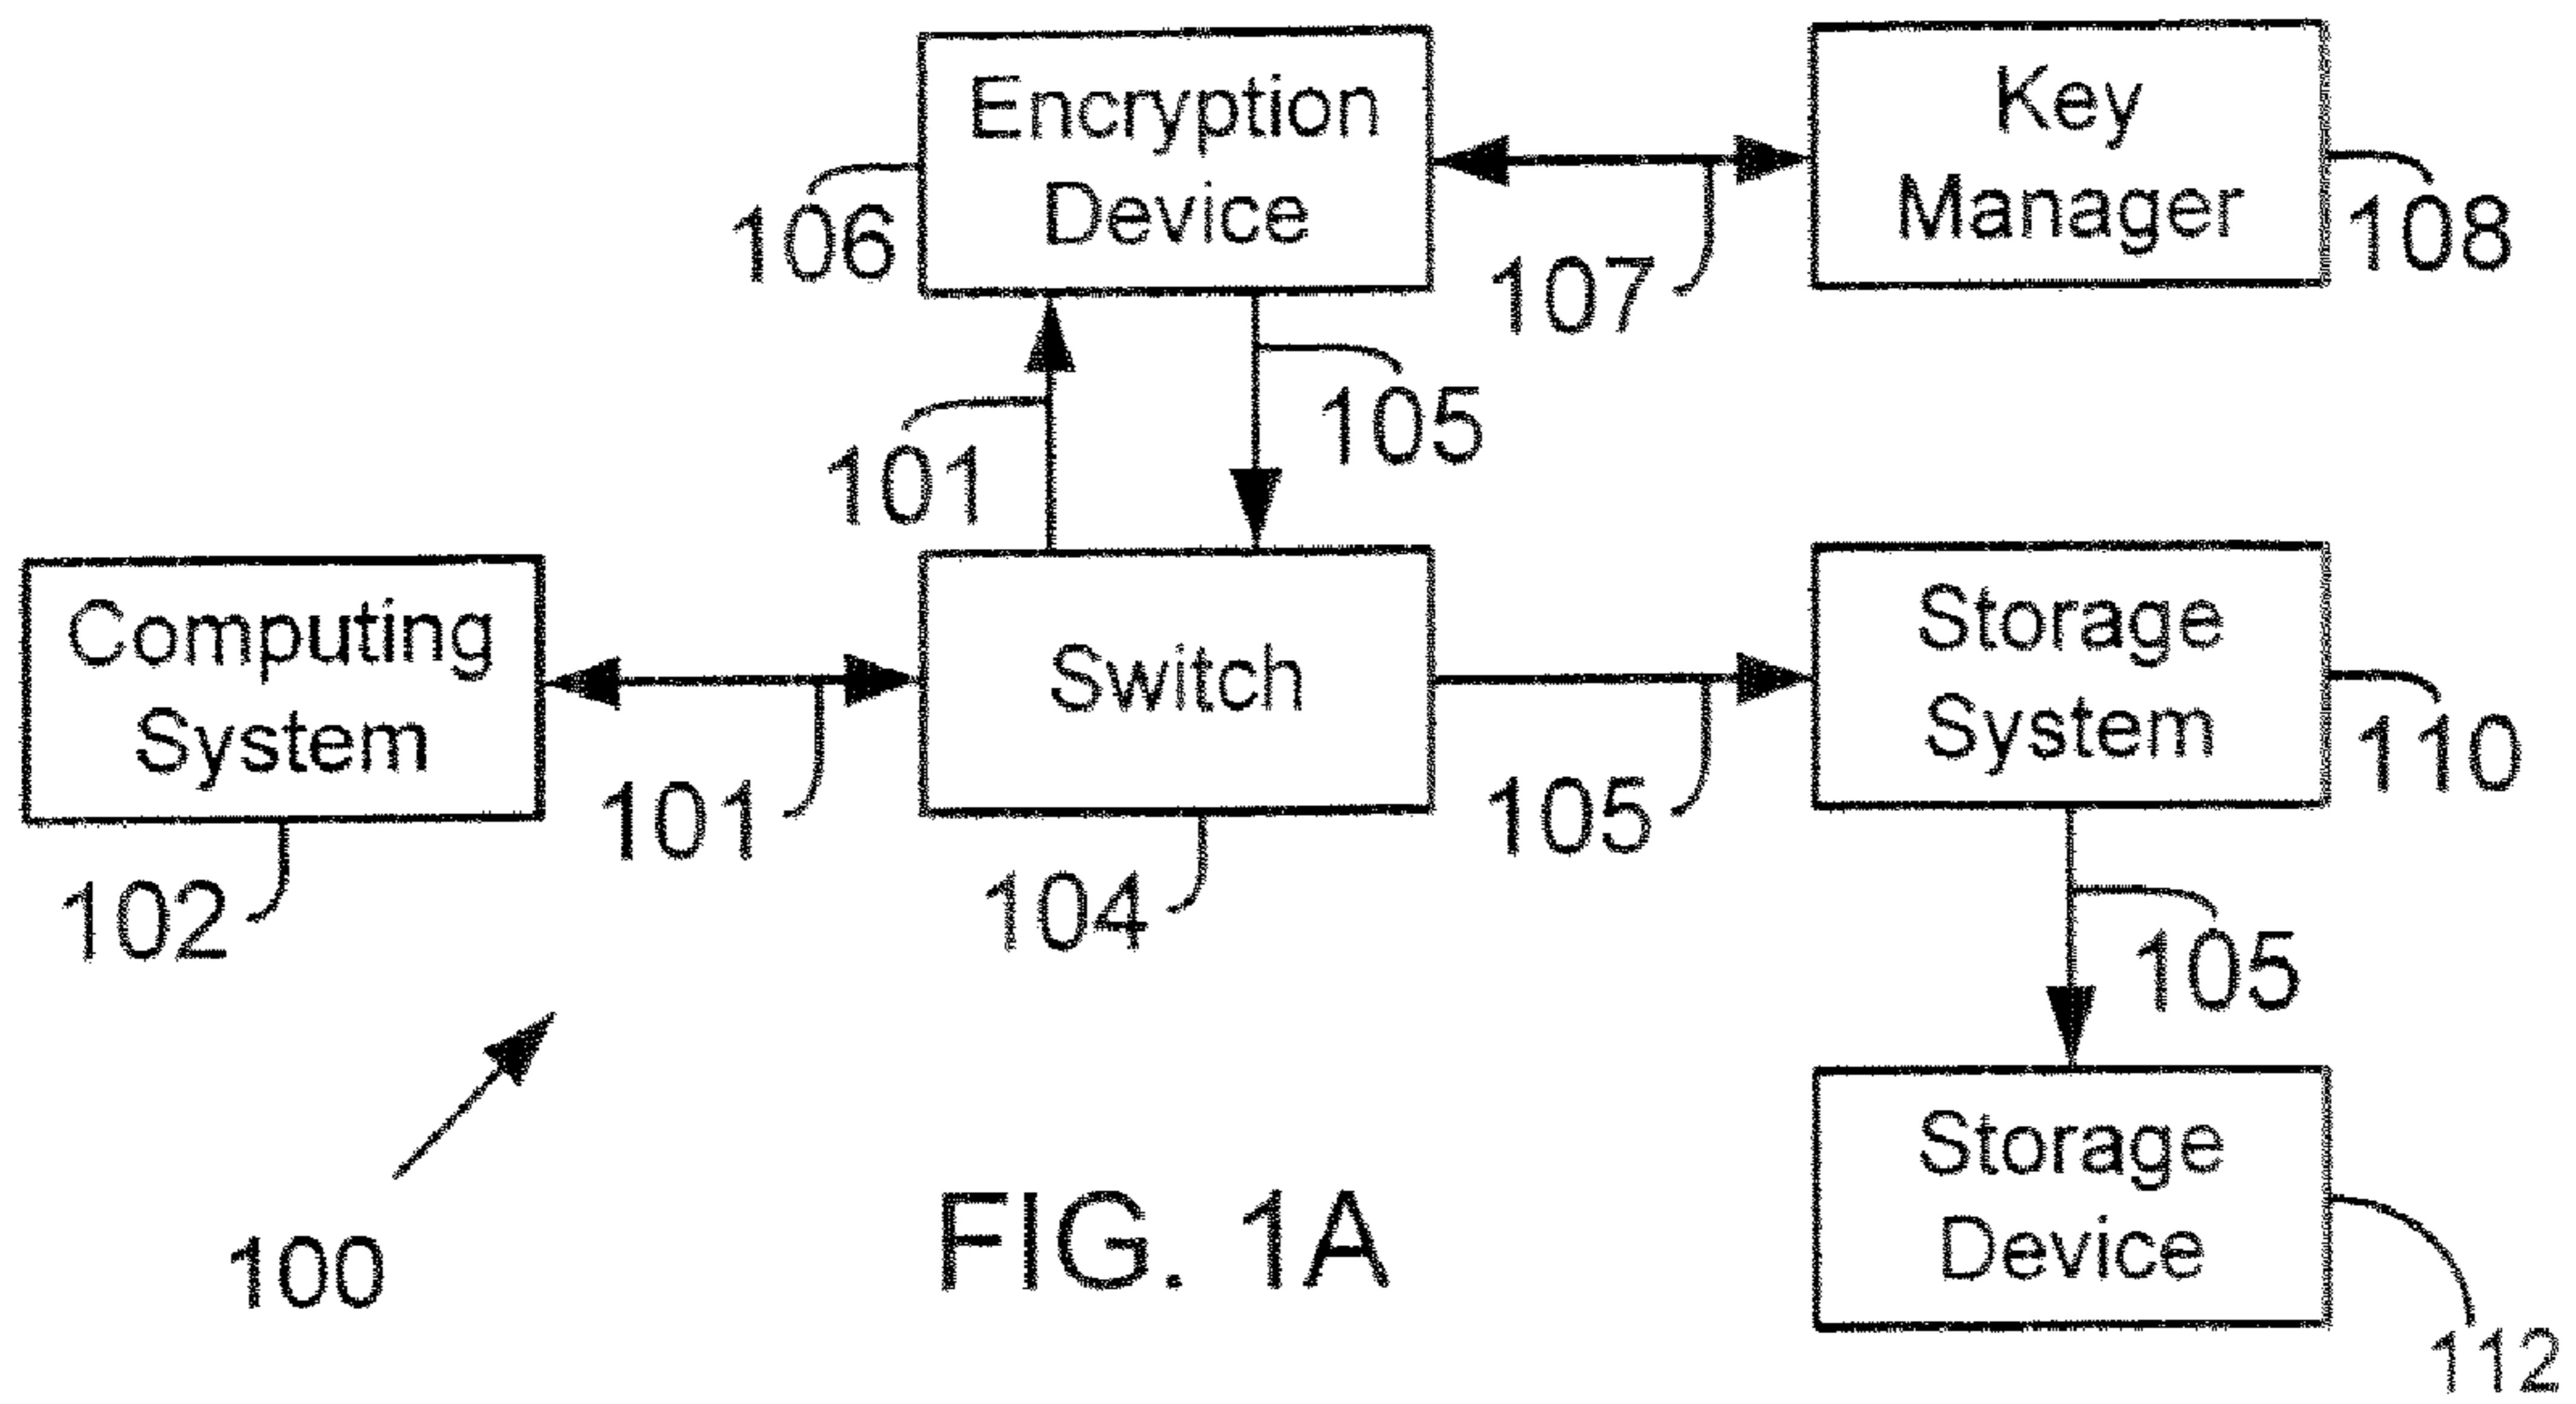 Encryption
Device
Key
Manager
106
108
107
101
105
Computing
System
Switch
Storage
System
101
105
110
102
104
105
Storage
Device
100
FIG. 1A
112